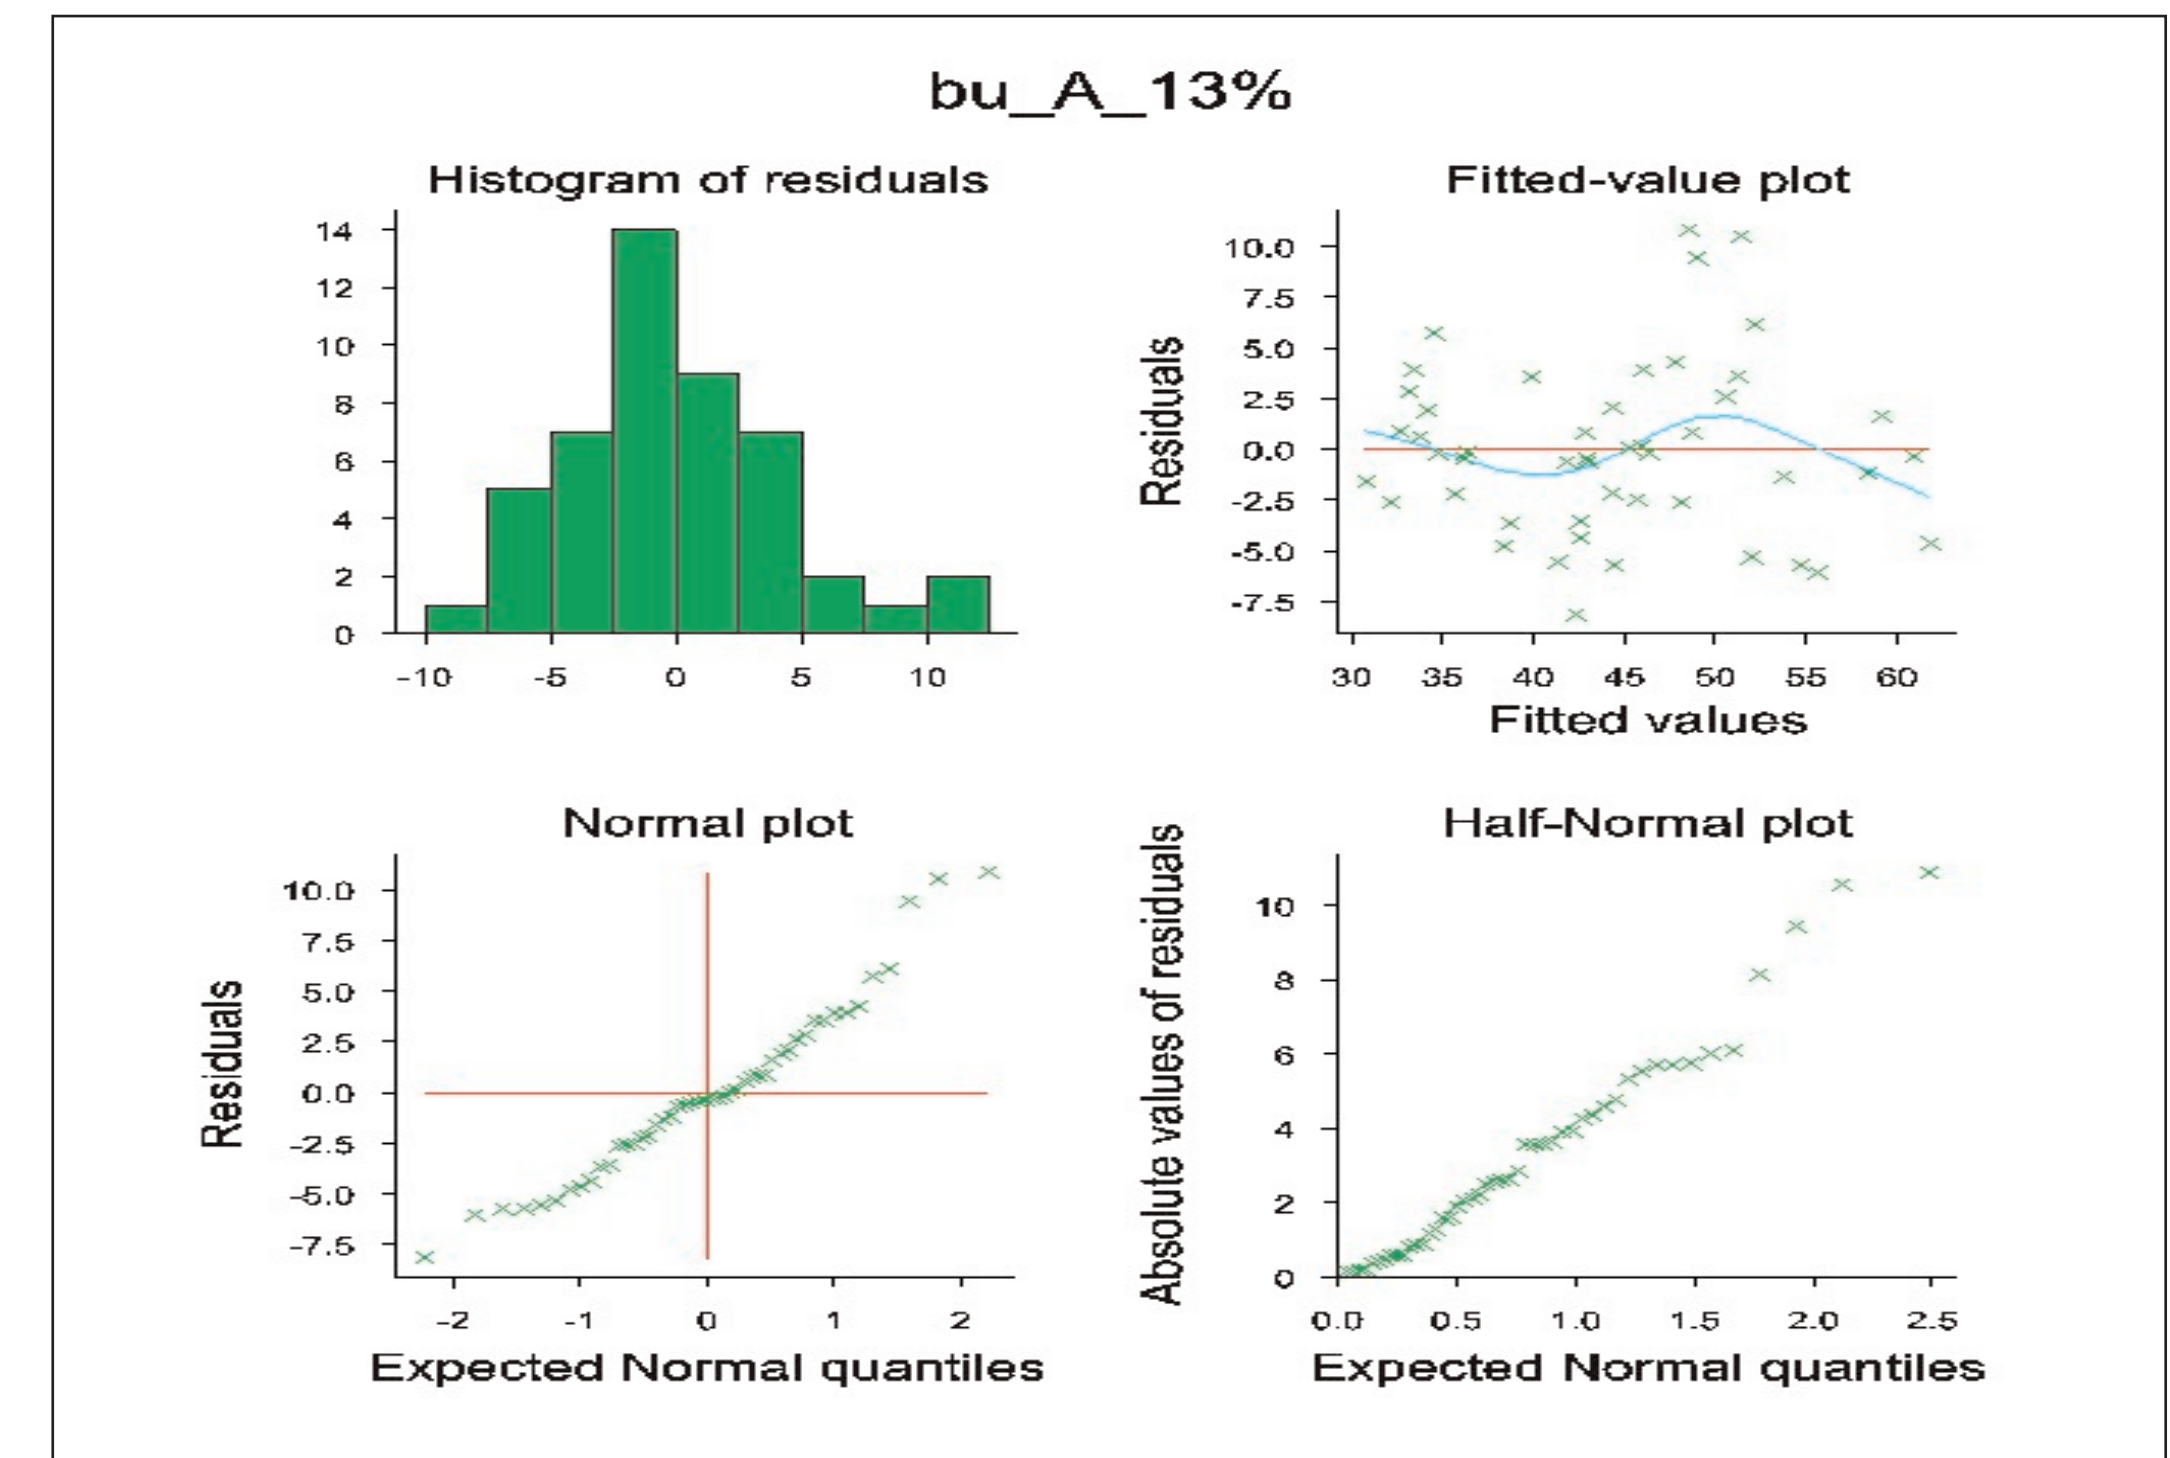 bu_A_13%
Histogram of residuals
14
12
10
8
6
4
2
0
-10 -5 0 5 10
Fitted-value plot
Residuals
10.0
7.5
5.0
2.5
0.0
-2.5
-5.0
-7.5
30 35 40 45 50 55 60
Fitted values
Normal plot
Residuals
10.0
7.5
5.0
2.5
0.0
-2.5
-5.0
-7.5
-2 -1 0 1 2
Expected Normal quantiles
Half-Normal plot
Absolute values of residuals
10
8
6
4
2
0
0.0 0.5 1.0 1.5 2.0 2.5
Expected Normal quantiles